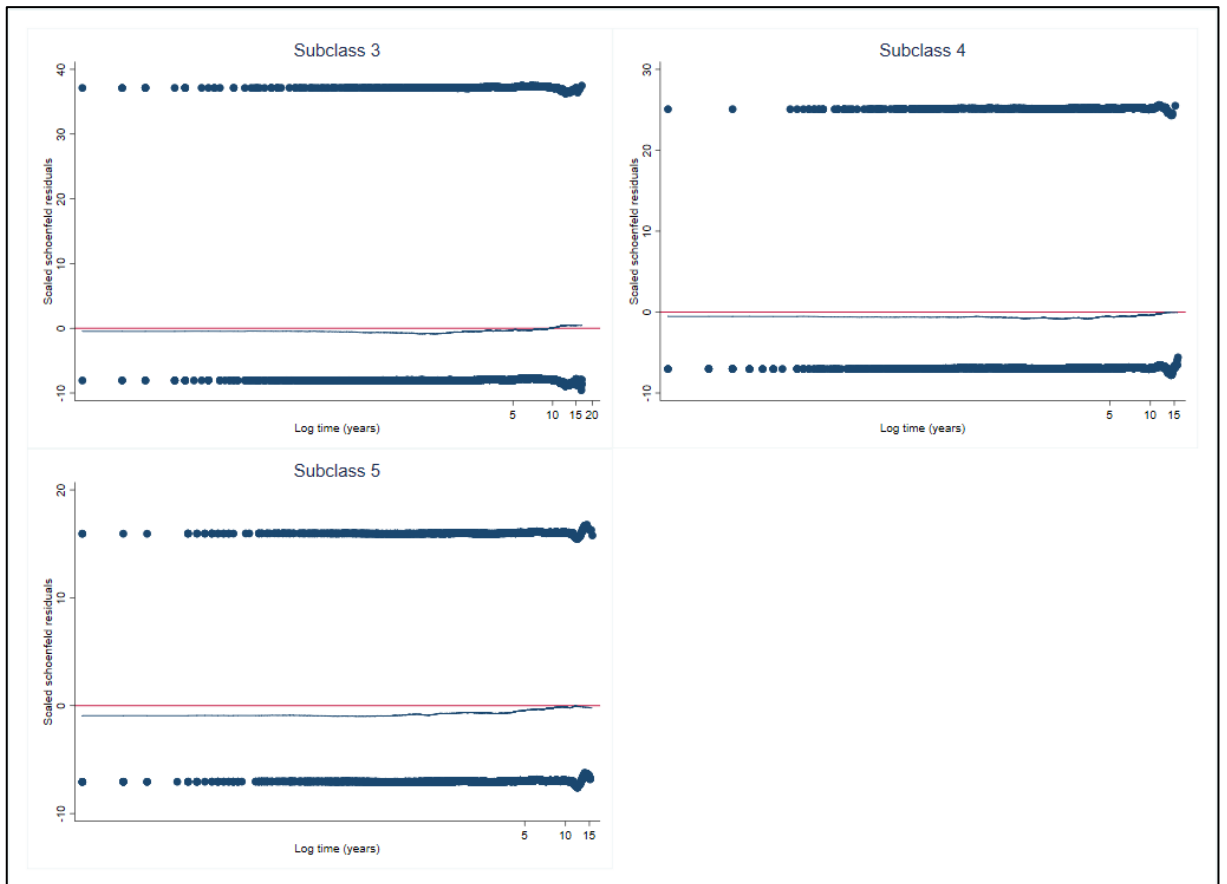 Subclass 3
Scaled schoenfeld residuals
40
30
20
10
0
-10
5 10 15 20
Log time (years)
Subclass 4
Scaled schoenfeld residuals
30
20
10
0
-10
5 10 15
Log time (years)
Subclass 5
Scaled schoenfeld residuals
20
10
0
-10
5 10 15
Log time (years)